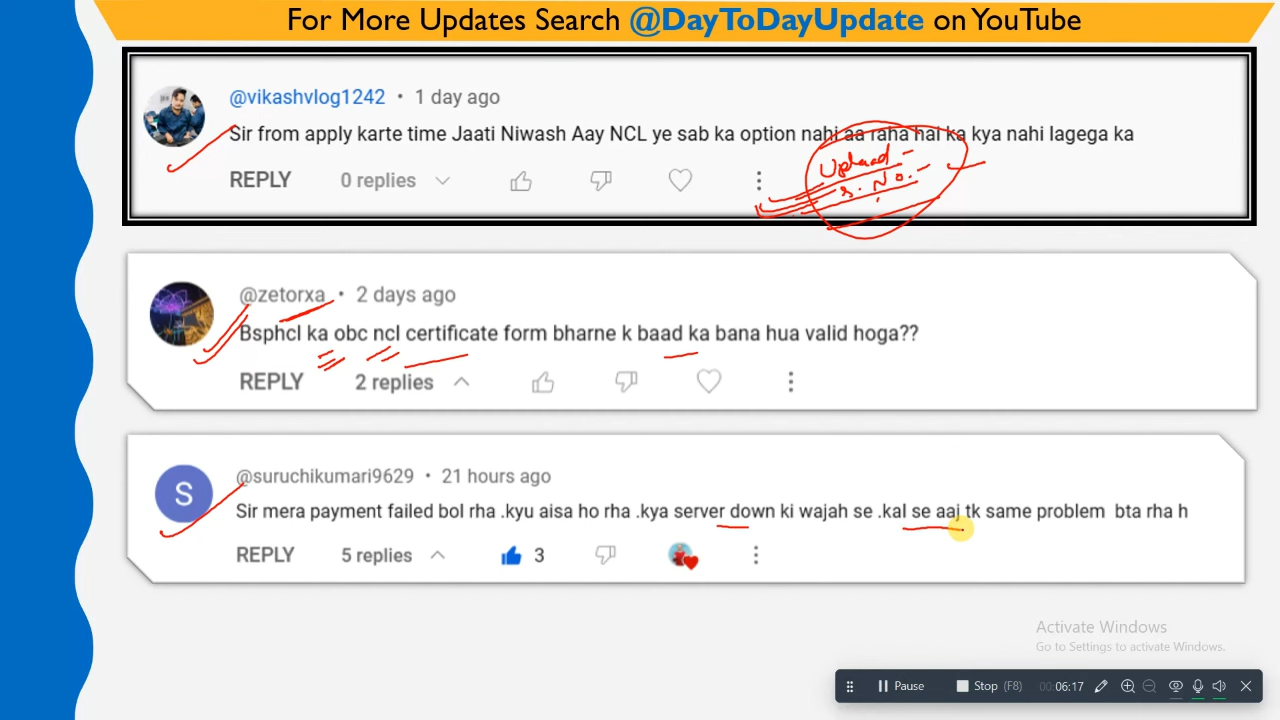 For More Updates Search @DayToDayUpdate on YouTube
@vikashvlog1242 • 1 day ago
Sir from apply karte time Jaati Niwash Aay NCL ye sab ka option nahi aa raha hai ka kya nahi lagega ka
Upload -
S. No. -
REPLY 0 replies
@zetorxa • 2 days ago
Bsphcl ka obc ncl certificate form bharne k baad ka bana hua valid hoga??
REPLY 2 replies
S
@suruchikumari9629 • 21 hours ago
Sir mera payment failed bol rha .kyu aisa ho rha .kya server down ki wajah se .kal se aaj tk same problem bta rha h
REPLY 5 replies 3
Activate Windows
Go to Settings to activate Windows.
Pause Stop (F8) 00:06:17